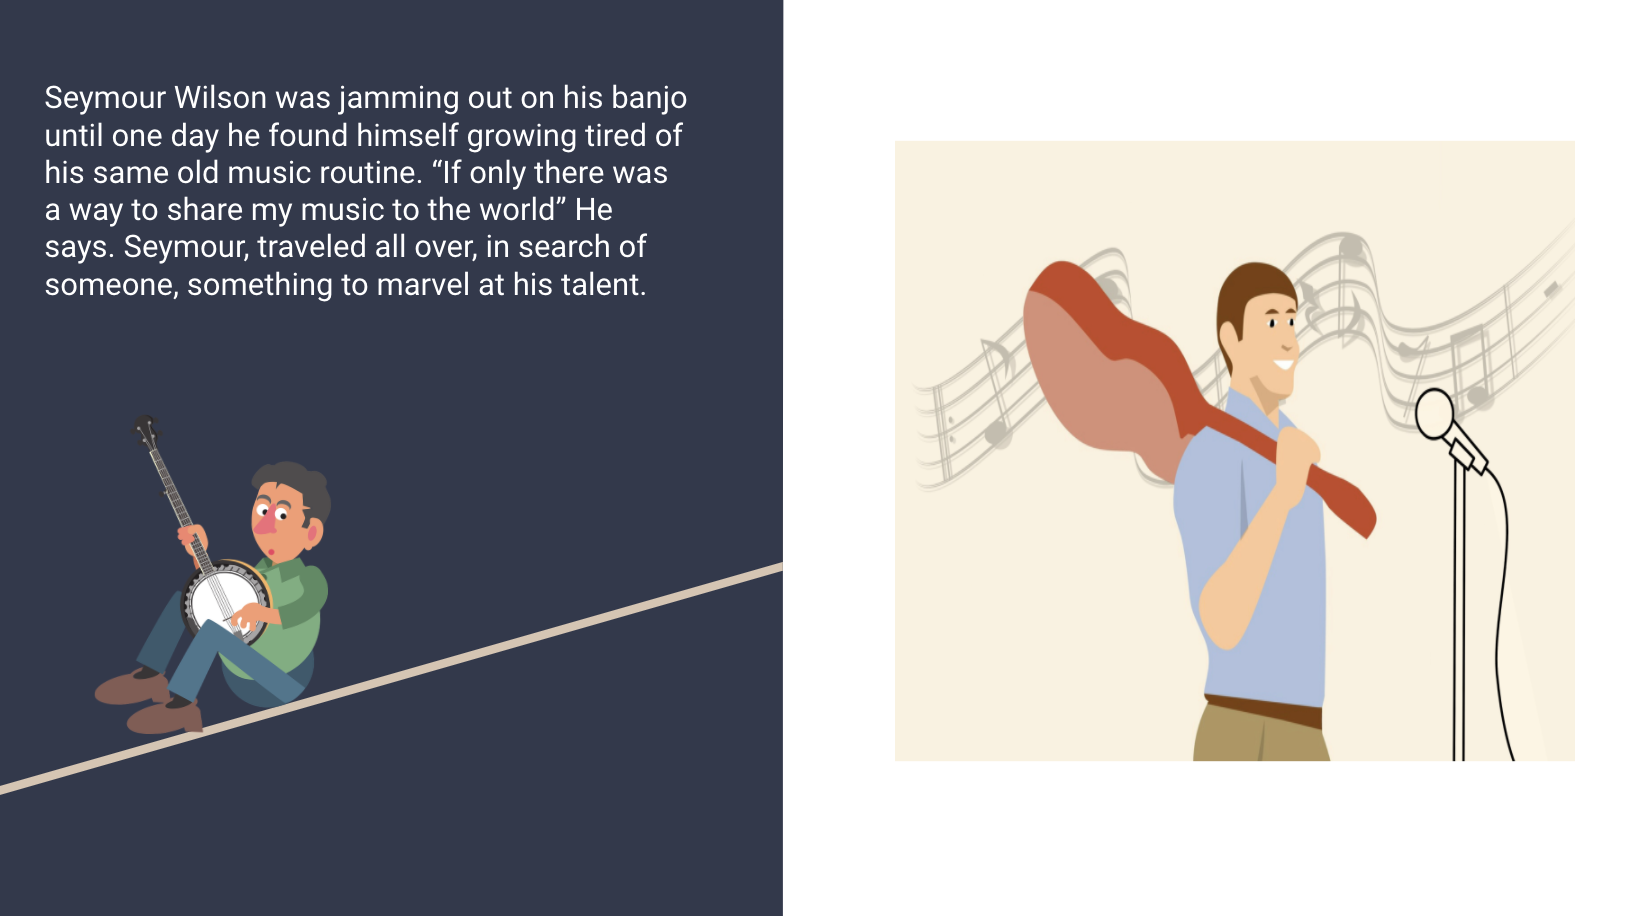 Seymour Wilson was jamming out on his banjo
until one day he found himself growing tired of
his same old music routine. “If only there was
a way to share my music to the world” He
says. Seymour, traveled all over, in search of
someone, something to marvel at his talent.